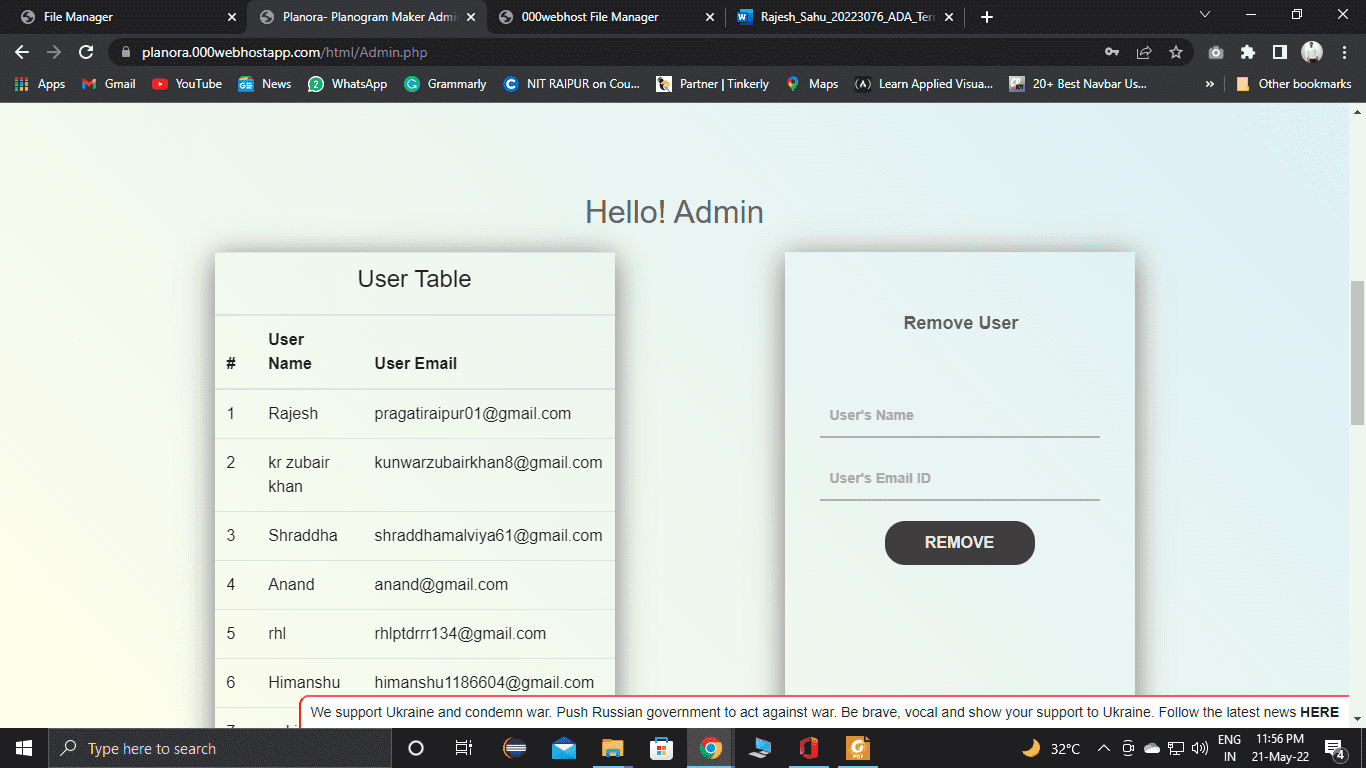 File Manager
Planora- Planogram Maker Admi
000webhost File Manager
Rajesh_Sahu_20223076_ADA_Ter
planora.000webhostapp.com/html/Admin.php
Apps
Gmail
YouTube
News
WhatsApp
Grammarly
NIT RAIPUR on Cou...
Partner | Tinkerly
Maps
Learn Applied Visua...
20+ Best Navbar Us...
»
Other bookmarks
Hello! Admin
User Table
# User Name User Email
1 Rajesh pragatiraipur01@gmail.com
2 kr zubair khan kunwarzubairkhan8@gmail.com
3 Shraddha shraddhamalviya61@gmail.com
4 Anand anand@gmail.com
5 rhl rhlptdrrr134@gmail.com
6 Himanshu himanshu1186604@gmail.com
Remove User
User's Name
User's Email ID
REMOVE
We support Ukraine and condemn war. Push Russian government to act against war. Be brave, vocal and show your support to Ukraine. Follow the latest news HERE
Type here to search
32°C
ENG
IN
11:56 PM
21-May-22
4